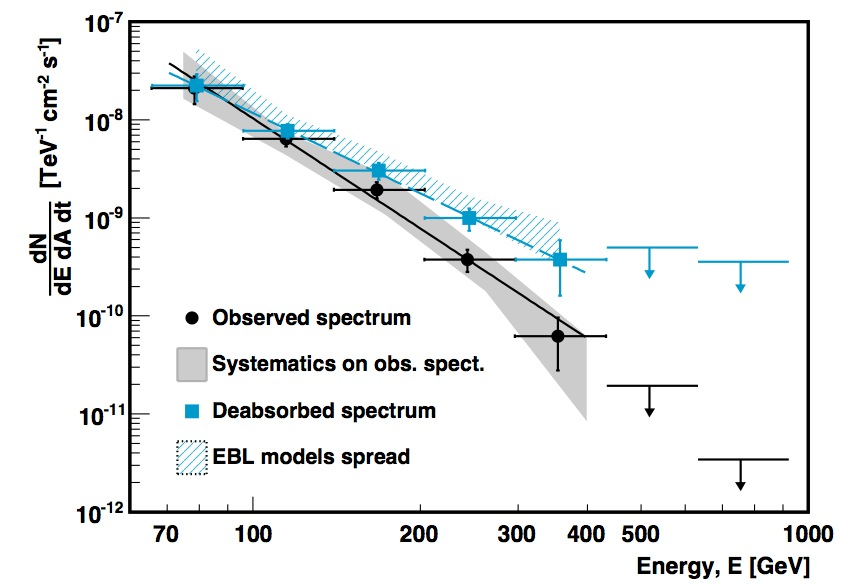 10⁻⁷
10⁻⁸
10⁻⁹
10⁻¹⁰
10⁻¹¹
10⁻¹²
dN
dE dA dt
[TeV⁻¹ cm⁻² s⁻¹]
Observed spectrum
Systematics on obs. spect.
Deabsorbed spectrum
EBL models spread
70 100 200 300 400 500 1000
Energy, E [GeV]